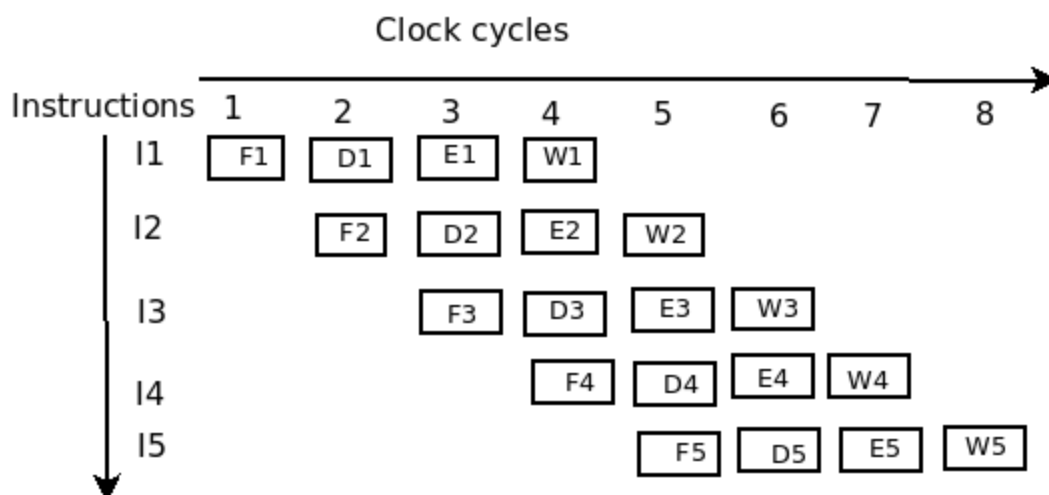 Clock cycles
Instructions 1 2 3 4 5 6 7 8
I1 F1 D1 E1 W1
I2 F2 D2 E2 W2
I3 F3 D3 E3 W3
I4 F4 D4 E4 W4
I5 F5 D5 E5 W5